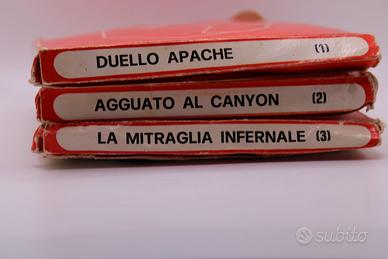 DUELLO APACHE (1)
AGGUATO AL CANYON (2)
LA MITRAGLIA INFERNALE (3)
subito